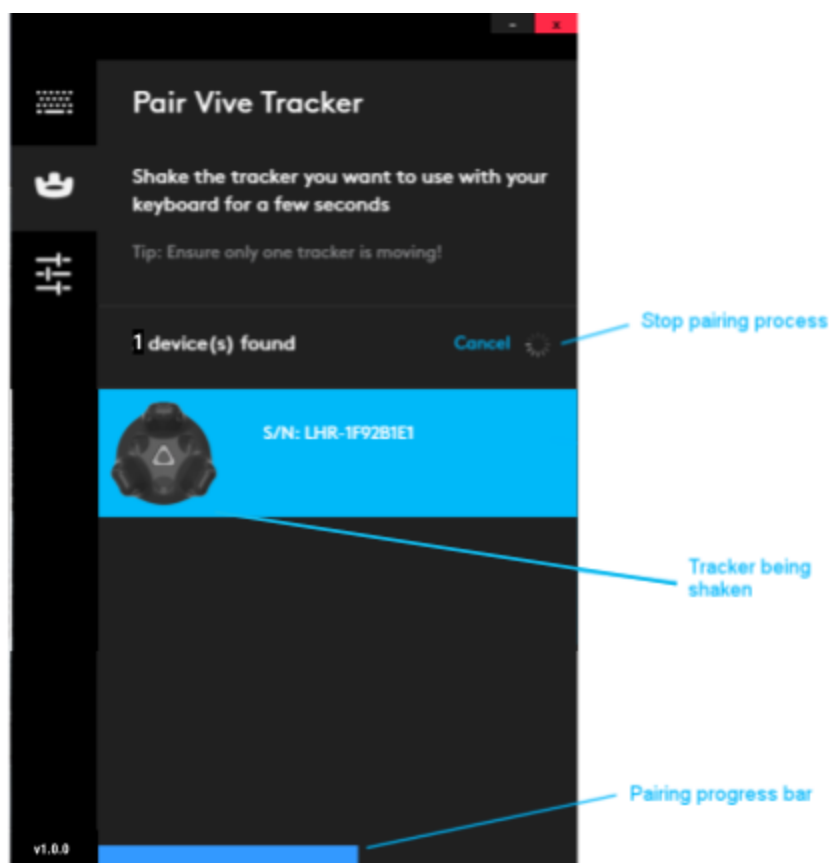 - x
Pair Vive Tracker
Shake the tracker you want to use with your
keyboard for a few seconds
Tip: Ensure only one tracker is moving!
1 device(s) found
Cancel
Stop pairing process
S/N: LHR-1F92B1E1
Tracker being
shaken
Pairing progress bar
v1.0.0